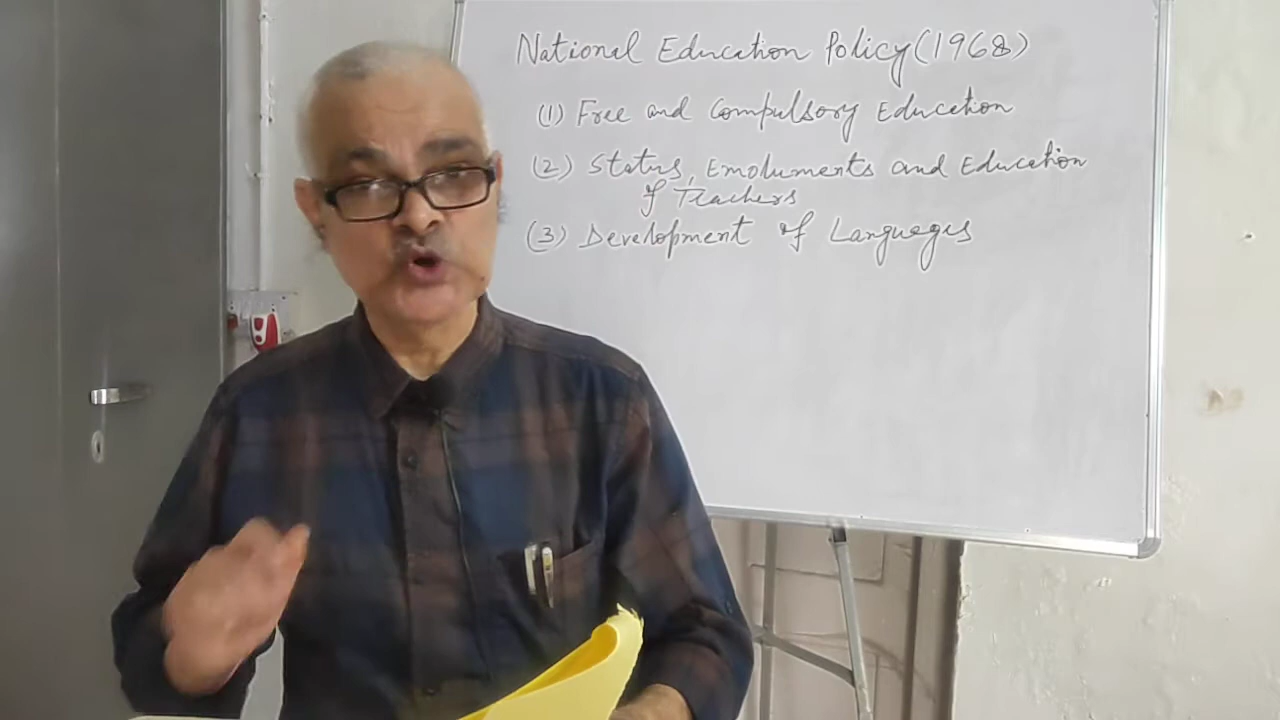 National Education Policy (1968)
(1) Free and Compulsory Education
(2) Status, Emoluments and Education
of Teachers
(3) Development of Languages